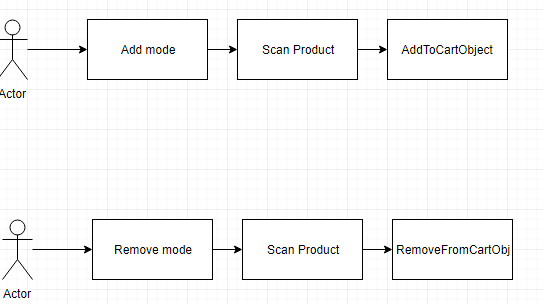 Add mode
Scan Product
AddToCartObject
Actor
Remove mode
Scan Product
RemoveFromCartObj
Actor